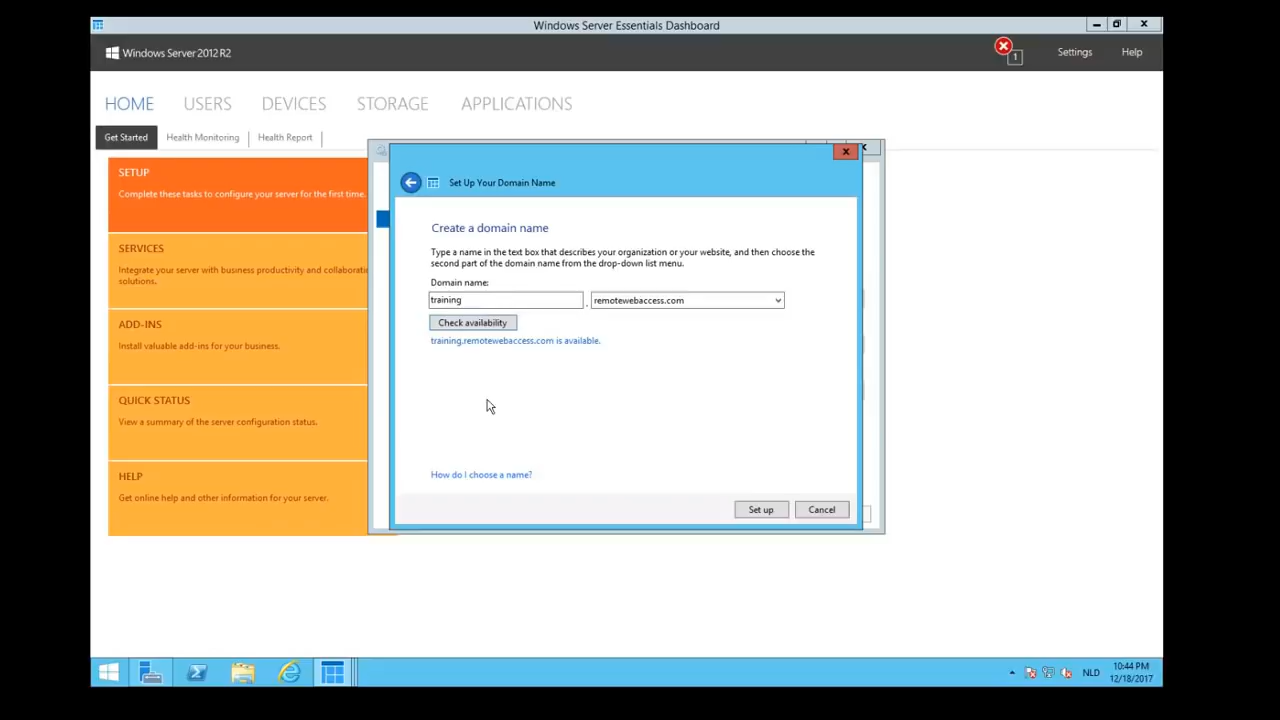 Windows Server Essentials Dashboard
Windows Server 2012 R2
1
Settings
Help
HOME
USERS
DEVICES
STORAGE
APPLICATIONS
Get Started
Health Monitoring
Health Report
SETUP
Complete these tasks to configure your server for the first time.
SERVICES
Integrate your server with business productivity and collaboratio
solutions.
ADD-INS
Install valuable add-ins for your business.
QUICK STATUS
View a summary of the server configuration status.
HELP
Get online help and other information for your server.
Set Up Your Domain Name
Create a domain name
Type a name in the text box that describes your organization or your website, and then choose the
second part of the domain name from the drop-down list menu.
Domain name:
training . remotewebaccess.com
Check availability
training.remotewebaccess.com is available.
How do I choose a name?
Set up
Cancel
NLD
10:44 PM
12/18/2017